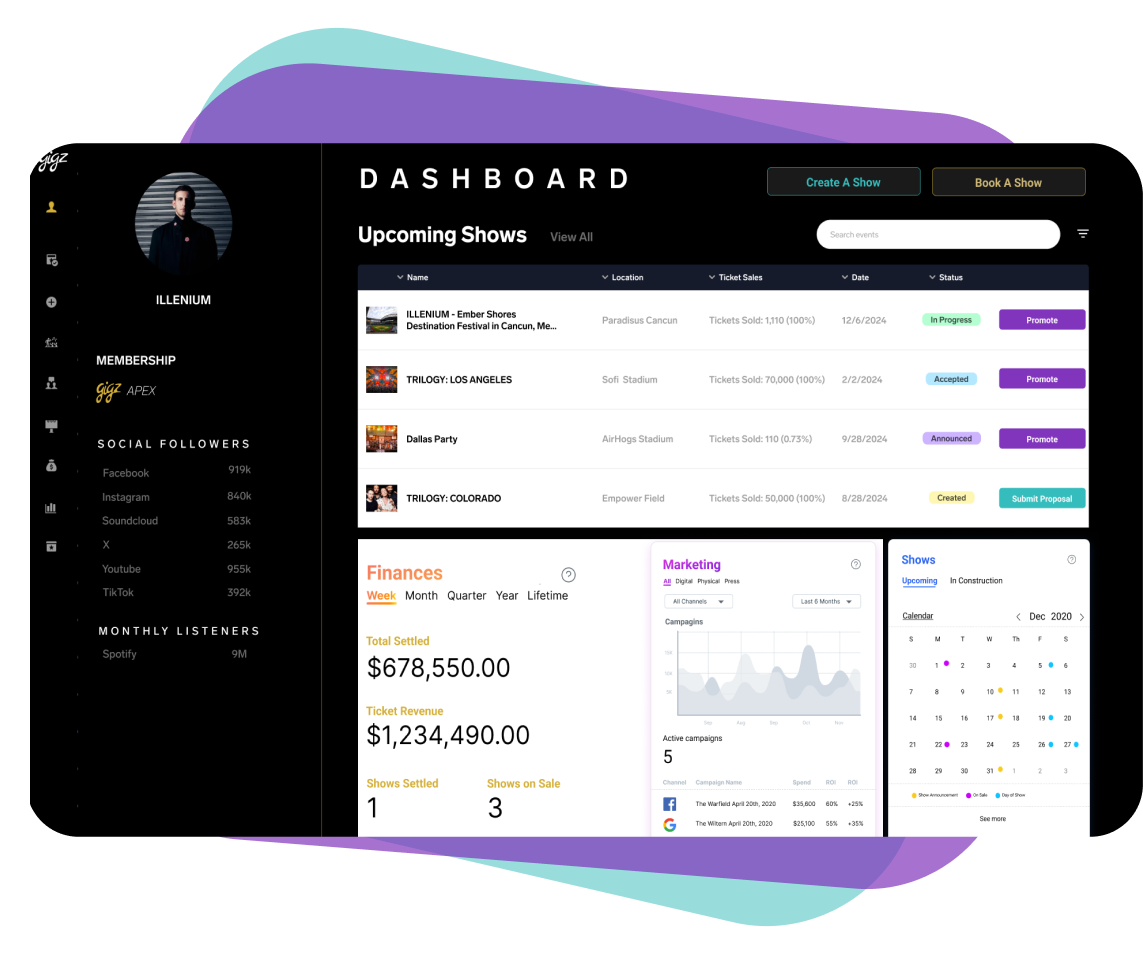 gigz
DASHBOARD
Create A Show
Book A Show
Upcoming Shows
View All
Search events
Name Location Ticket Sales Date Status
ILLENIUM - Ember Shores
Destination Festival in Cancun, Me...
Paradisus Cancun
Tickets Sold: 1,110 (100%)
12/6/2024
In Progress
Promote
TRILOGY: LOS ANGELES
Sofi Stadium
Tickets Sold: 70,000 (100%)
2/2/2024
Accepted
Promote
Dallas Party
AirHogs Stadium
Tickets Sold: 110 (0.73%)
9/28/2024
Announced
Promote
TRILOGY: COLORADO
Empower Field
Tickets Sold: 50,000 (100%)
8/28/2024
Created
Submit Proposal
ILLENIUM
MEMBERSHIP
gigz APEX
SOCIAL FOLLOWERS
Facebook 919k
Instagram 840k
Soundcloud 583k
X 265k
Youtube 955k
TikTok 392k
MONTHLY LISTENERS
Spotify 9M
Finances
Week Month Quarter Year Lifetime
Total Settled
$678,550.00
Ticket Revenue
$1,234,490.00
Shows Settled Shows on Sale
1 3
Marketing
All Digital Physical Press
All Channels Last 6 Months
Campagins
Sep Aug Sep Oct Nov
Active campaigns
5
Channel Campaign Name Spend ROI ROI
The Warfield April 20th, 2020 $35,600 60% +25%
The Wiltern April 20th, 2020 $25,100 55% +35%
Shows
Upcoming In Construction
Calendar Dec 2020
S M T W Th F S
30 1 2 3 4 5 6
7 8 9 10 11 12 13
14 15 16 17 18 19 20
21 22 23 24 25 26 27
28 29 30 31 1 2 3
Show Announcement On Sale Day of Show
See more